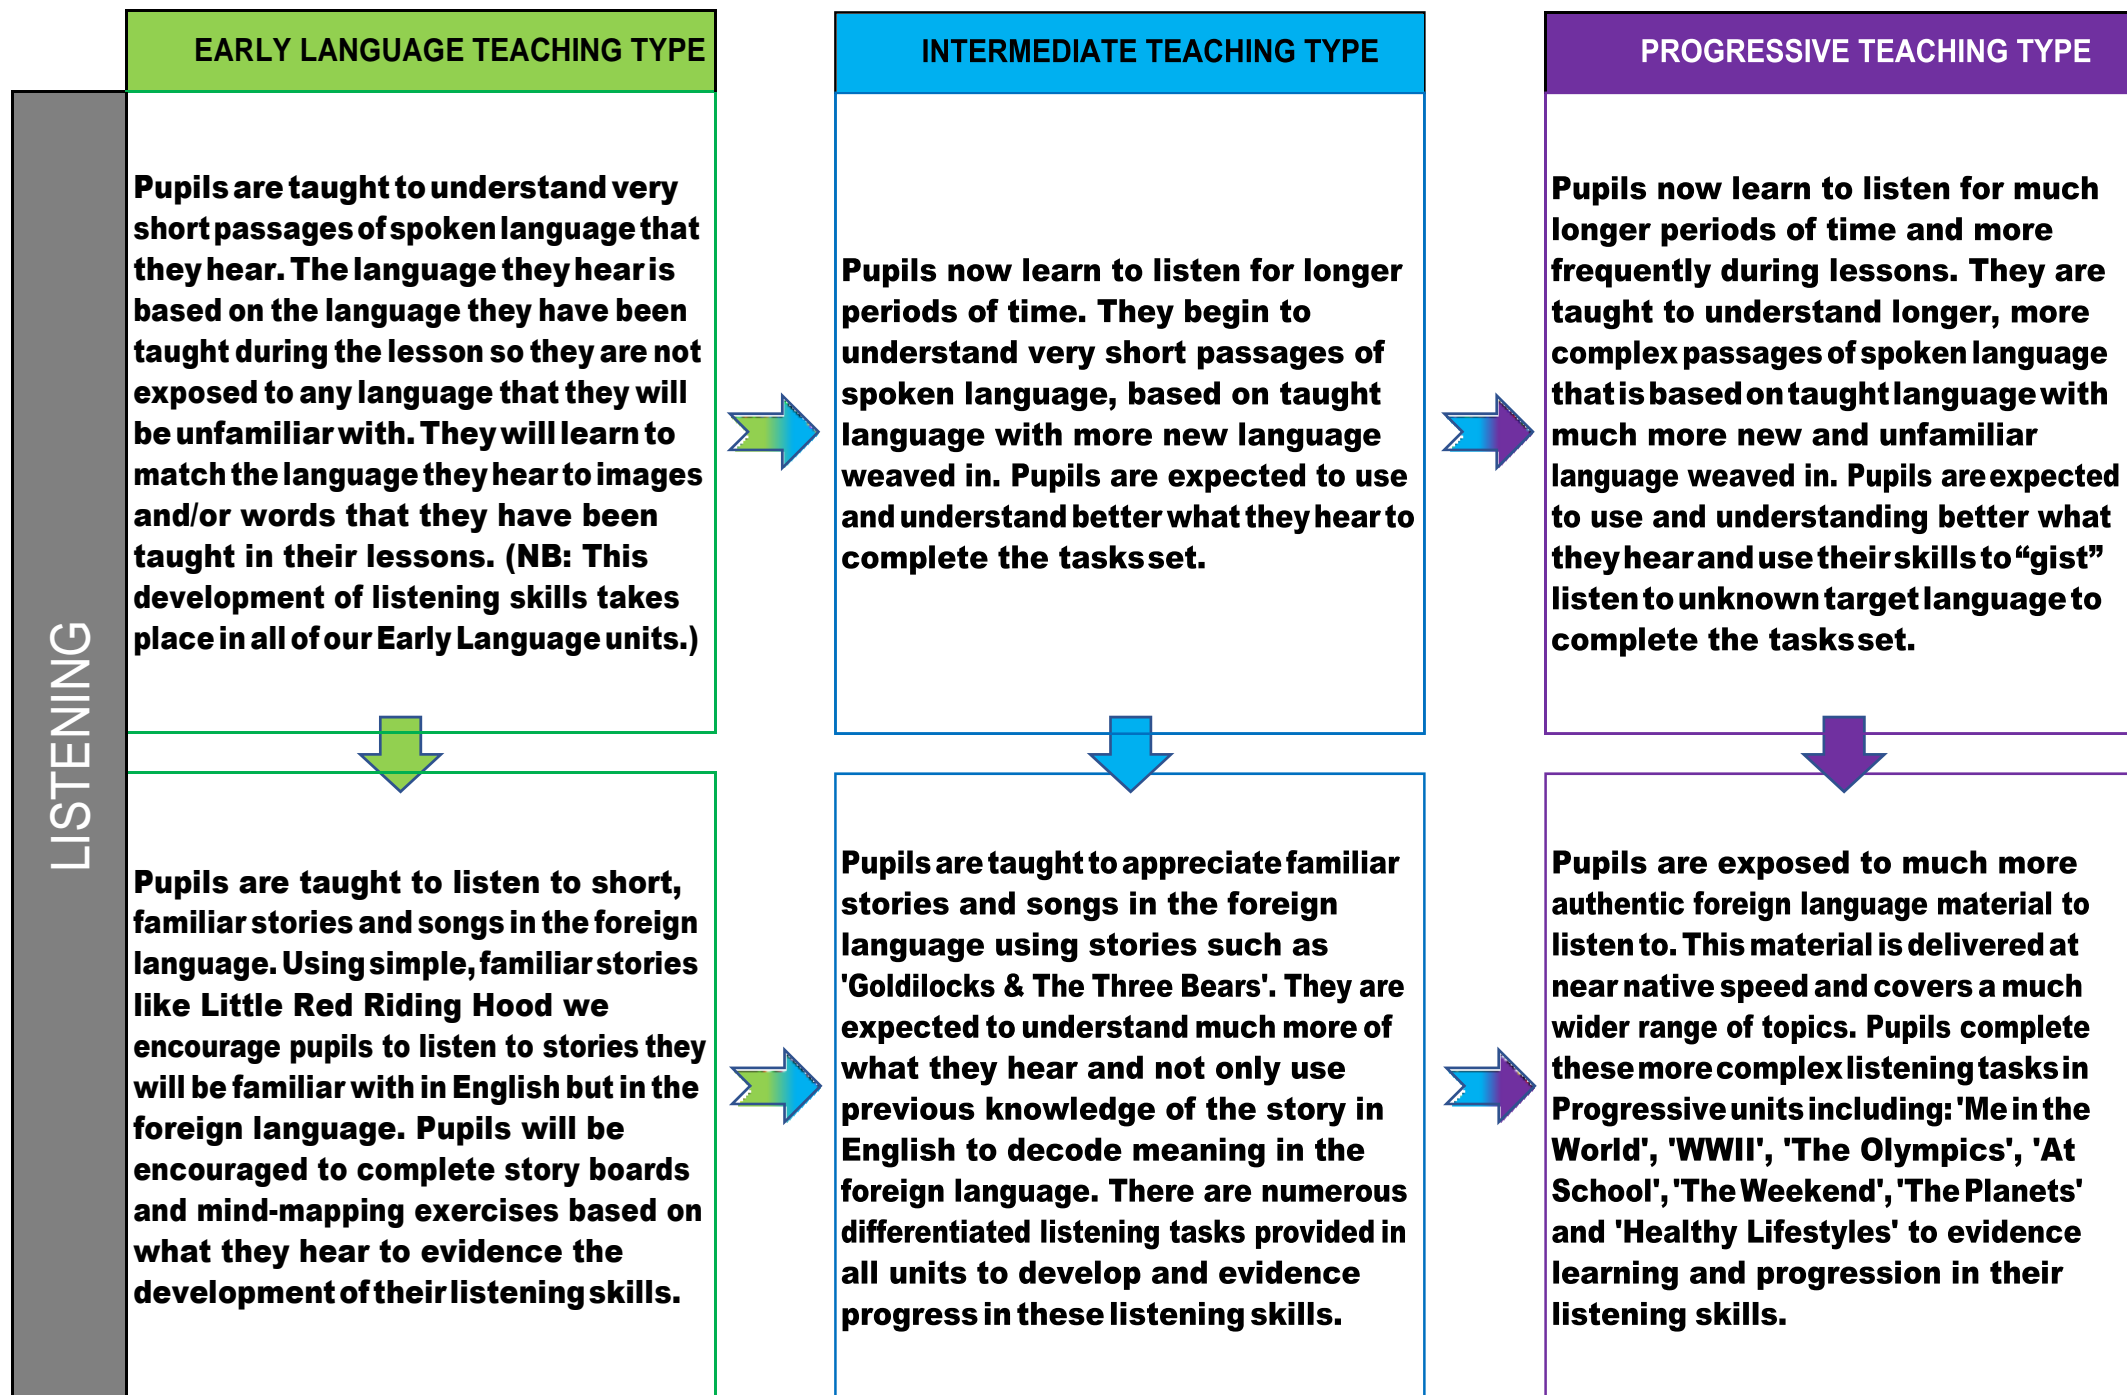 EARLY LANGUAGE TEACHING TYPE
INTERMEDIATE TEACHING TYPE
PROGRESSIVE TEACHING TYPE
LISTENING
Pupils are taught to understand very
short passages of spoken language that
they hear. The language they hear is
based on the language they have been
taught during the lesson so they are not
exposed to any language that they will
be unfamiliar with. They will learn to
match the language they hear to images
and/or words that they have been
taught in their lessons. (NB: This
development of listening skills takes
place in all of our Early Language units.)
Pupils now learn to listen for longer
periods of time. They begin to
understand very short passages of
spoken language, based on taught
language with more new language
weaved in. Pupils are expected to use
and understand better what they hear to
complete the tasks set.
Pupils now learn to listen for much
longer periods of time and more
frequently during lessons. They are
taught to understand longer, more
complex passages of spoken language
that is based on taught language with
much more new and unfamiliar
language weaved in. Pupils are expected
to use and understanding better what
they hear and use their skills to “gist”
listen to unknown target language to
complete the tasks set.
Pupils are taught to listen to short,
familiar stories and songs in the foreign
language. Using simple, familiar stories
like Little Red Riding Hood we
encourage pupils to listen to stories they
will be familiar with in English but in the
foreign language. Pupils will be
encouraged to complete story boards
and mind-mapping exercises based on
what they hear to evidence the
development of their listening skills.
Pupils are taught to appreciate familiar
stories and songs in the foreign
language using stories such as
'Goldilocks & The Three Bears'. They are
expected to understand much more of
what they hear and not only use
previous knowledge of the story in
English to decode meaning in the
foreign language. There are numerous
differentiated listening tasks provided in
all units to develop and evidence
progress in these listening skills.
Pupils are exposed to much more
authentic foreign language material to
listen to. This material is delivered at
near native speed and covers a much
wider range of topics. Pupils complete
these more complex listening tasks in
Progressive units including: 'Me in the
World', 'WWII', 'The Olympics', 'At
School', 'The Weekend', 'The Planets'
and 'Healthy Lifestyles' to evidence
learning and progression in their
listening skills.